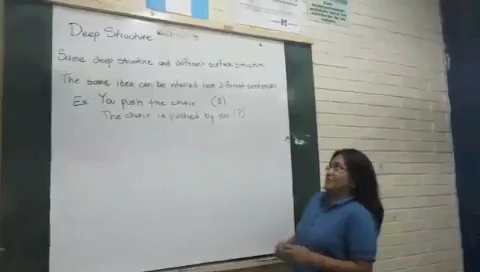 Deep Structure
Same deep structure and different surface structure
The same idea can be inferred from different sentences
Ex. You push the chair (A)
The chair is pushed by you (P)